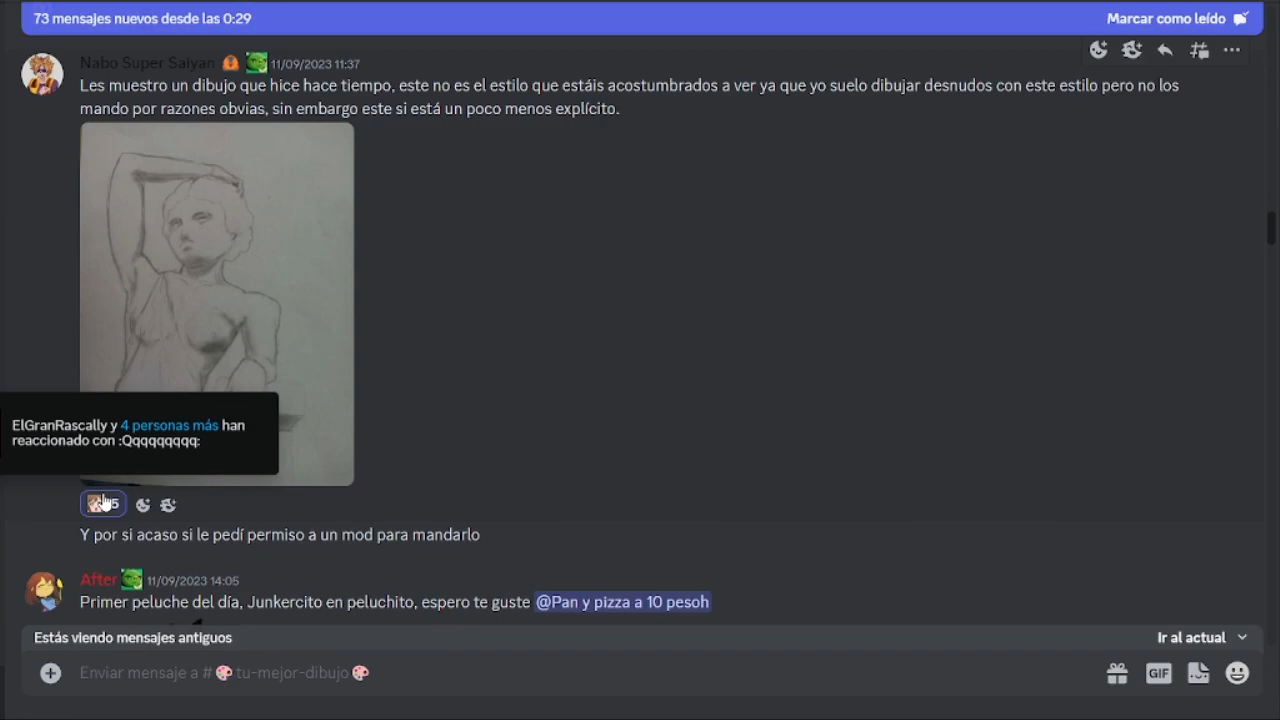 73 mensajes nuevos desde las 0:29
Marcar como leído
Nabo Super Saiyan 11/09/2023 11:37
Les muestro un dibujo que hice hace tiempo, este no es el estilo que estáis acostumbrados a ver ya que yo suelo dibujar desnudos con este estilo pero no los
mando por razones obvias, sin embargo este si está un poco menos explícito.
ElGranRascally y 4 personas más han
reaccionado con :Qqqqqqqqq:
5
Y por si acaso si le pedí permiso a un mod para mandarlo
After 11/09/2023 14:05
Primer peluche del día, Junkercito en peluchito, espero te guste @Pan y pizza a 10 pesoh
Estás viendo mensajes antiguos
Ir al actual
Enviar mensaje a # tu-mejor-dibujo
GIF